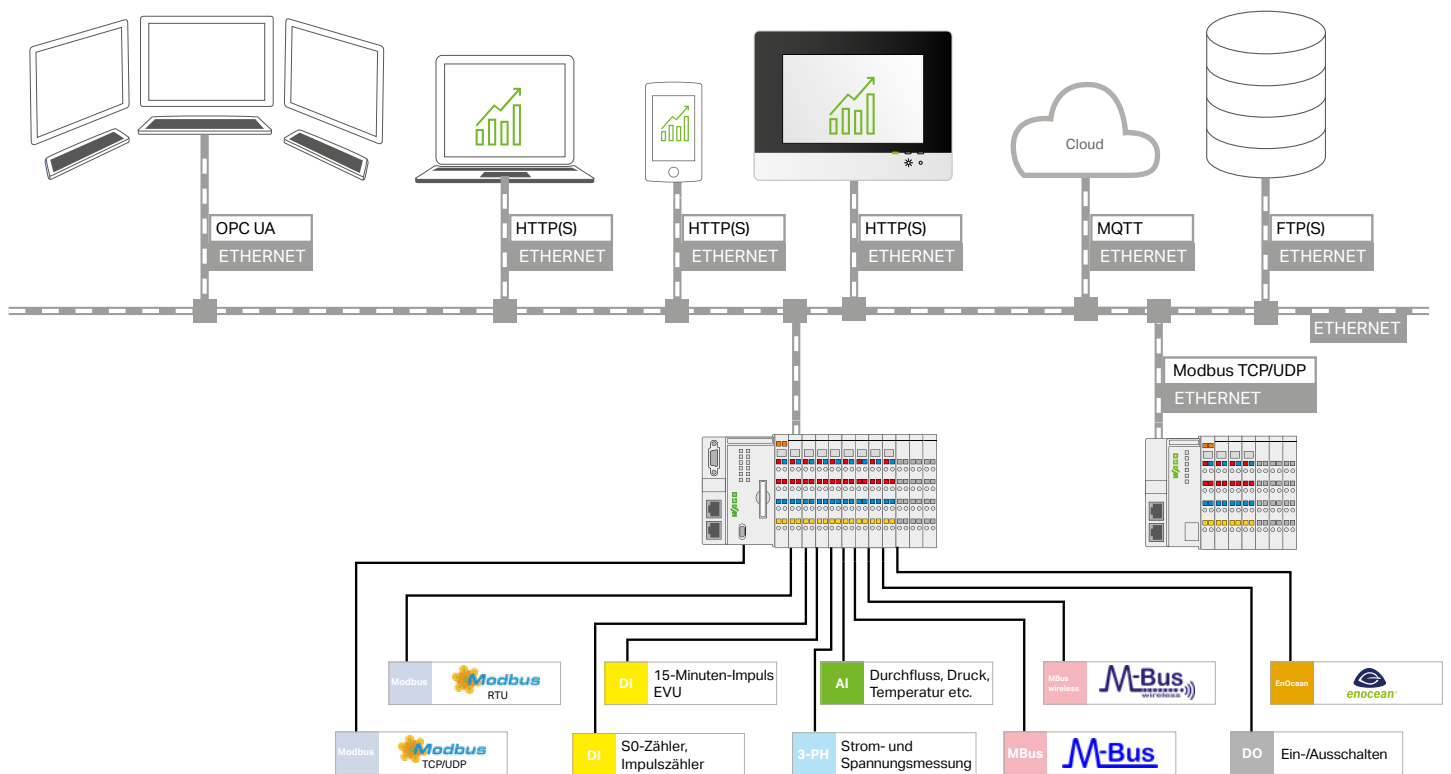 Cloud
OPC UA
ETHERNET
HTTP(S)
ETHERNET
HTTP(S)
ETHERNET
HTTP(S)
ETHERNET
MQTT
ETHERNET
FTP(S)
ETHERNET
ETHERNET
Modbus TCP/UDP
ETHERNET
WAGO
WAGO
Modbus
Modbus
RTU
DI
15-Minuten-Impuls
EVU
AI
Durchfluss, Druck,
Temperatur etc.
MBus
wireless
M-Bus
wireless
EnOcean
enocean
Modbus
Modbus
TCP/UDP
DI
S0-Zähler,
Impulszähler
3-PH
Strom- und
Spannungsmessung
MBus
M-Bus
DO
Ein-/Ausschalten